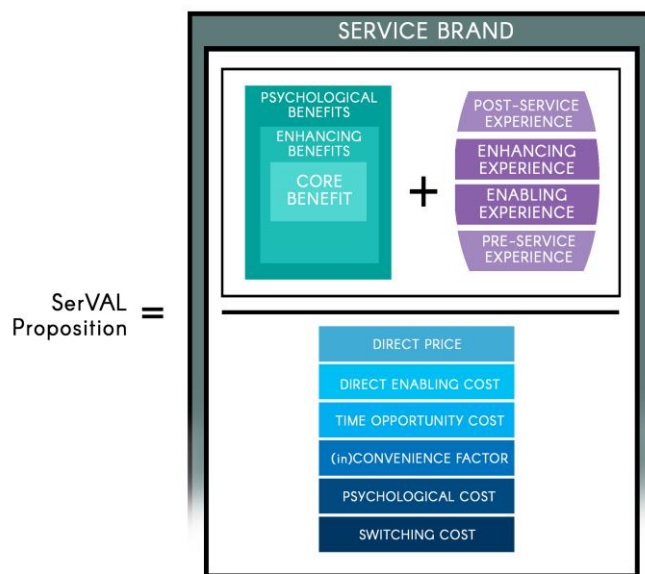 SERVICE BRAND
PSYCHOLOGICAL
BENEFITS
ENHANCING
BENEFITS
CORE
BENEFIT
+
POST-SERVICE
EXPERIENCE
ENHANCING
EXPERIENCE
ENABLING
EXPERIENCE
PRE-SERVICE
EXPERIENCE
SerVAL
Proposition =
DIRECT PRICE
DIRECT ENABLING COST
TIME OPPORTUNITY COST
(in)CONVENIENCE FACTOR
PSYCHOLOGICAL COST
SWITCHING COST